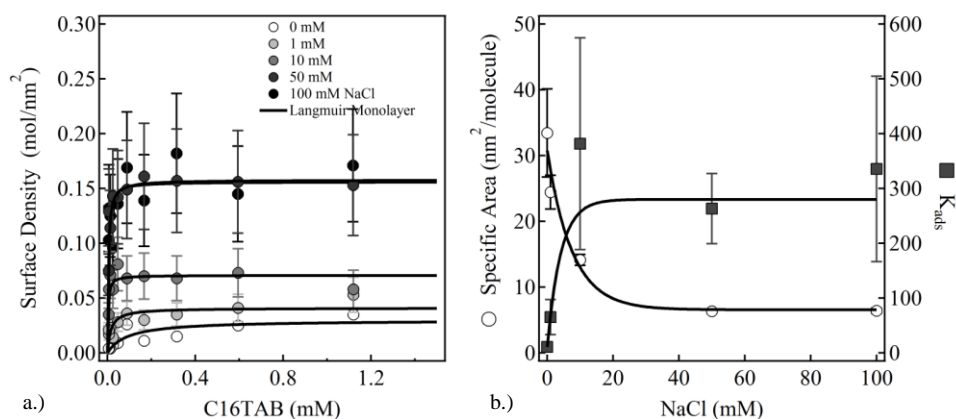 0.30
0.25
0.20
0.15
0.10
0.05
0.00
Surface Density (mol/nm²)
0 mM
1 mM
10 mM
50 mM
100 mM NaCl
Langmuir Monolayer
0.0 0.4 0.8 1.2
C16TAB (mM)
a.)
50
40
30
20
10
0
Specific Area (nm²/molecule)
600
500
400
300
200
100
0
K_ads
0 20 40 60 80 100
NaCl (mM)
b.)